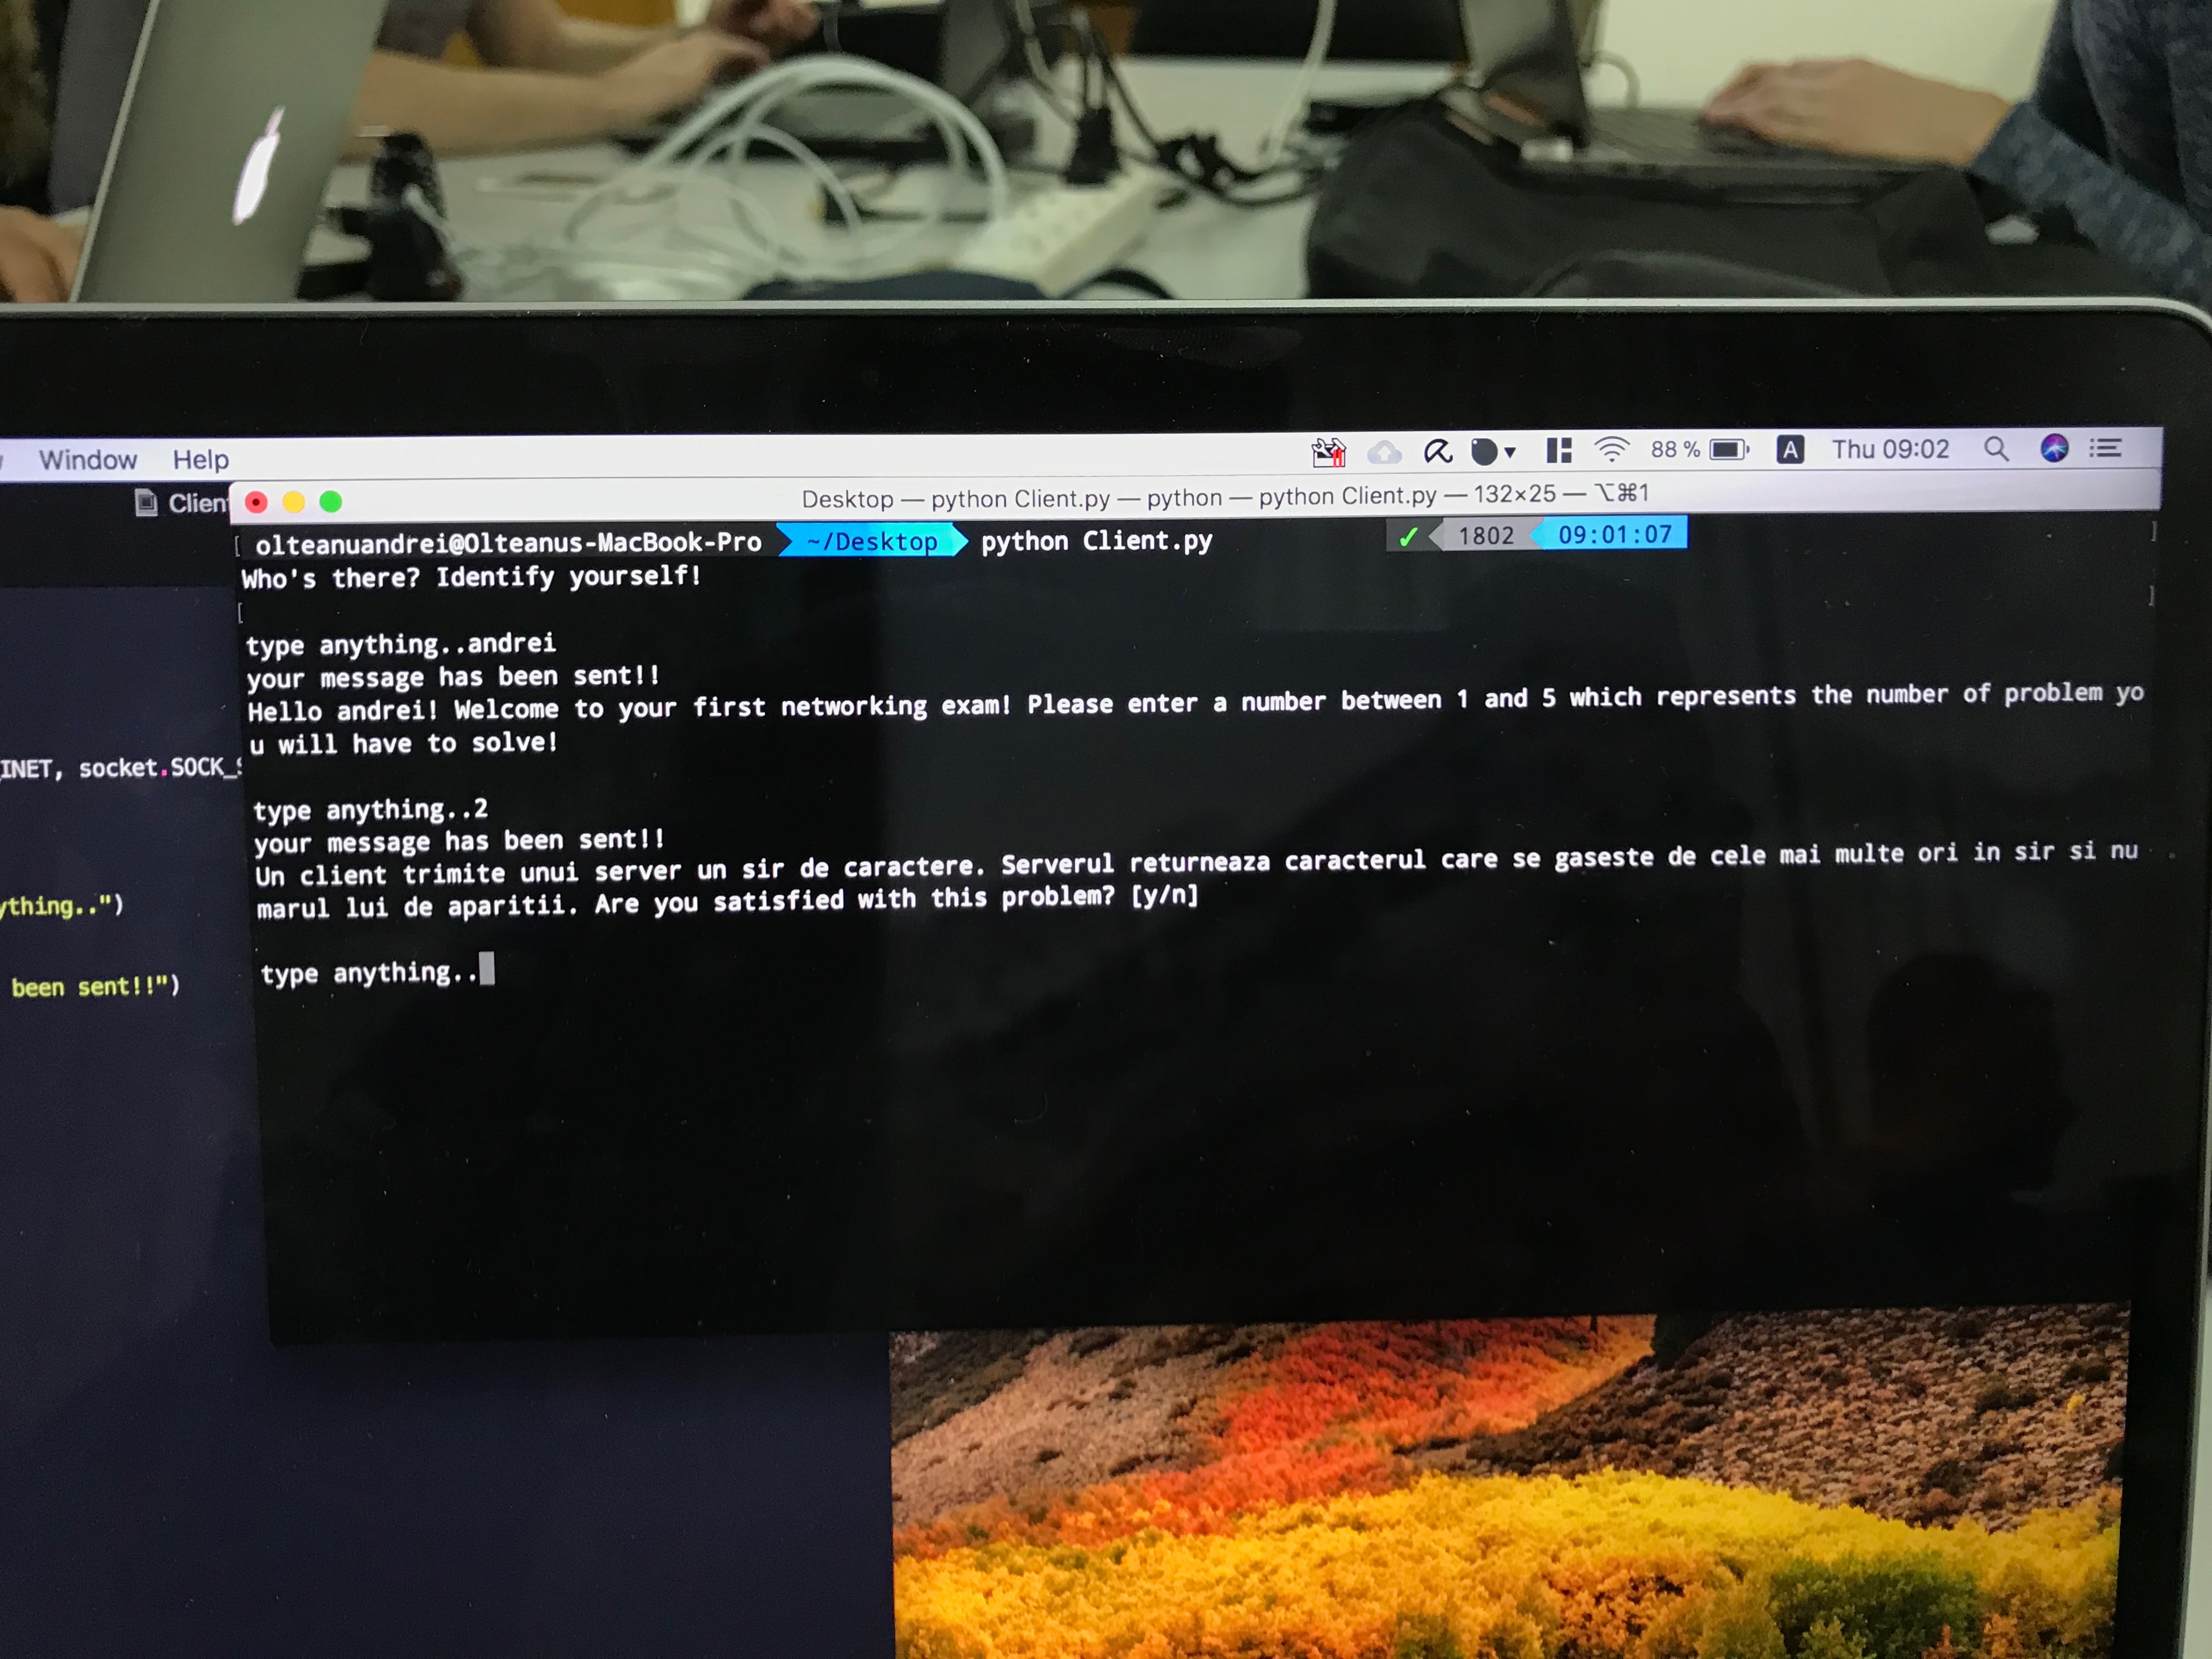 Window Help 88 % A Thu 09:02
Desktop — python Client.py — python — python Client.py — 132×25 — ⌥⌘1
olteanuandrei@Olteanus-MacBook-Pro ~/Desktop python Client.py ✓ 1802 09:01:07
Who's there? Identify yourself!
type anything..andrei
your message has been sent!!
Hello andrei! Welcome to your first networking exam! Please enter a number between 1 and 5 which represents the number of problem yo
u will have to solve!
type anything..2
your message has been sent!!
Un client trimite unui server un sir de caractere. Serverul returneaza caracterul care se gaseste de cele mai multe ori in sir si nu
marul lui de aparitii. Are you satisfied with this problem? [y/n]
type anything..
Clien
INET, socket.SOCK_S
ything..")
been sent!!")